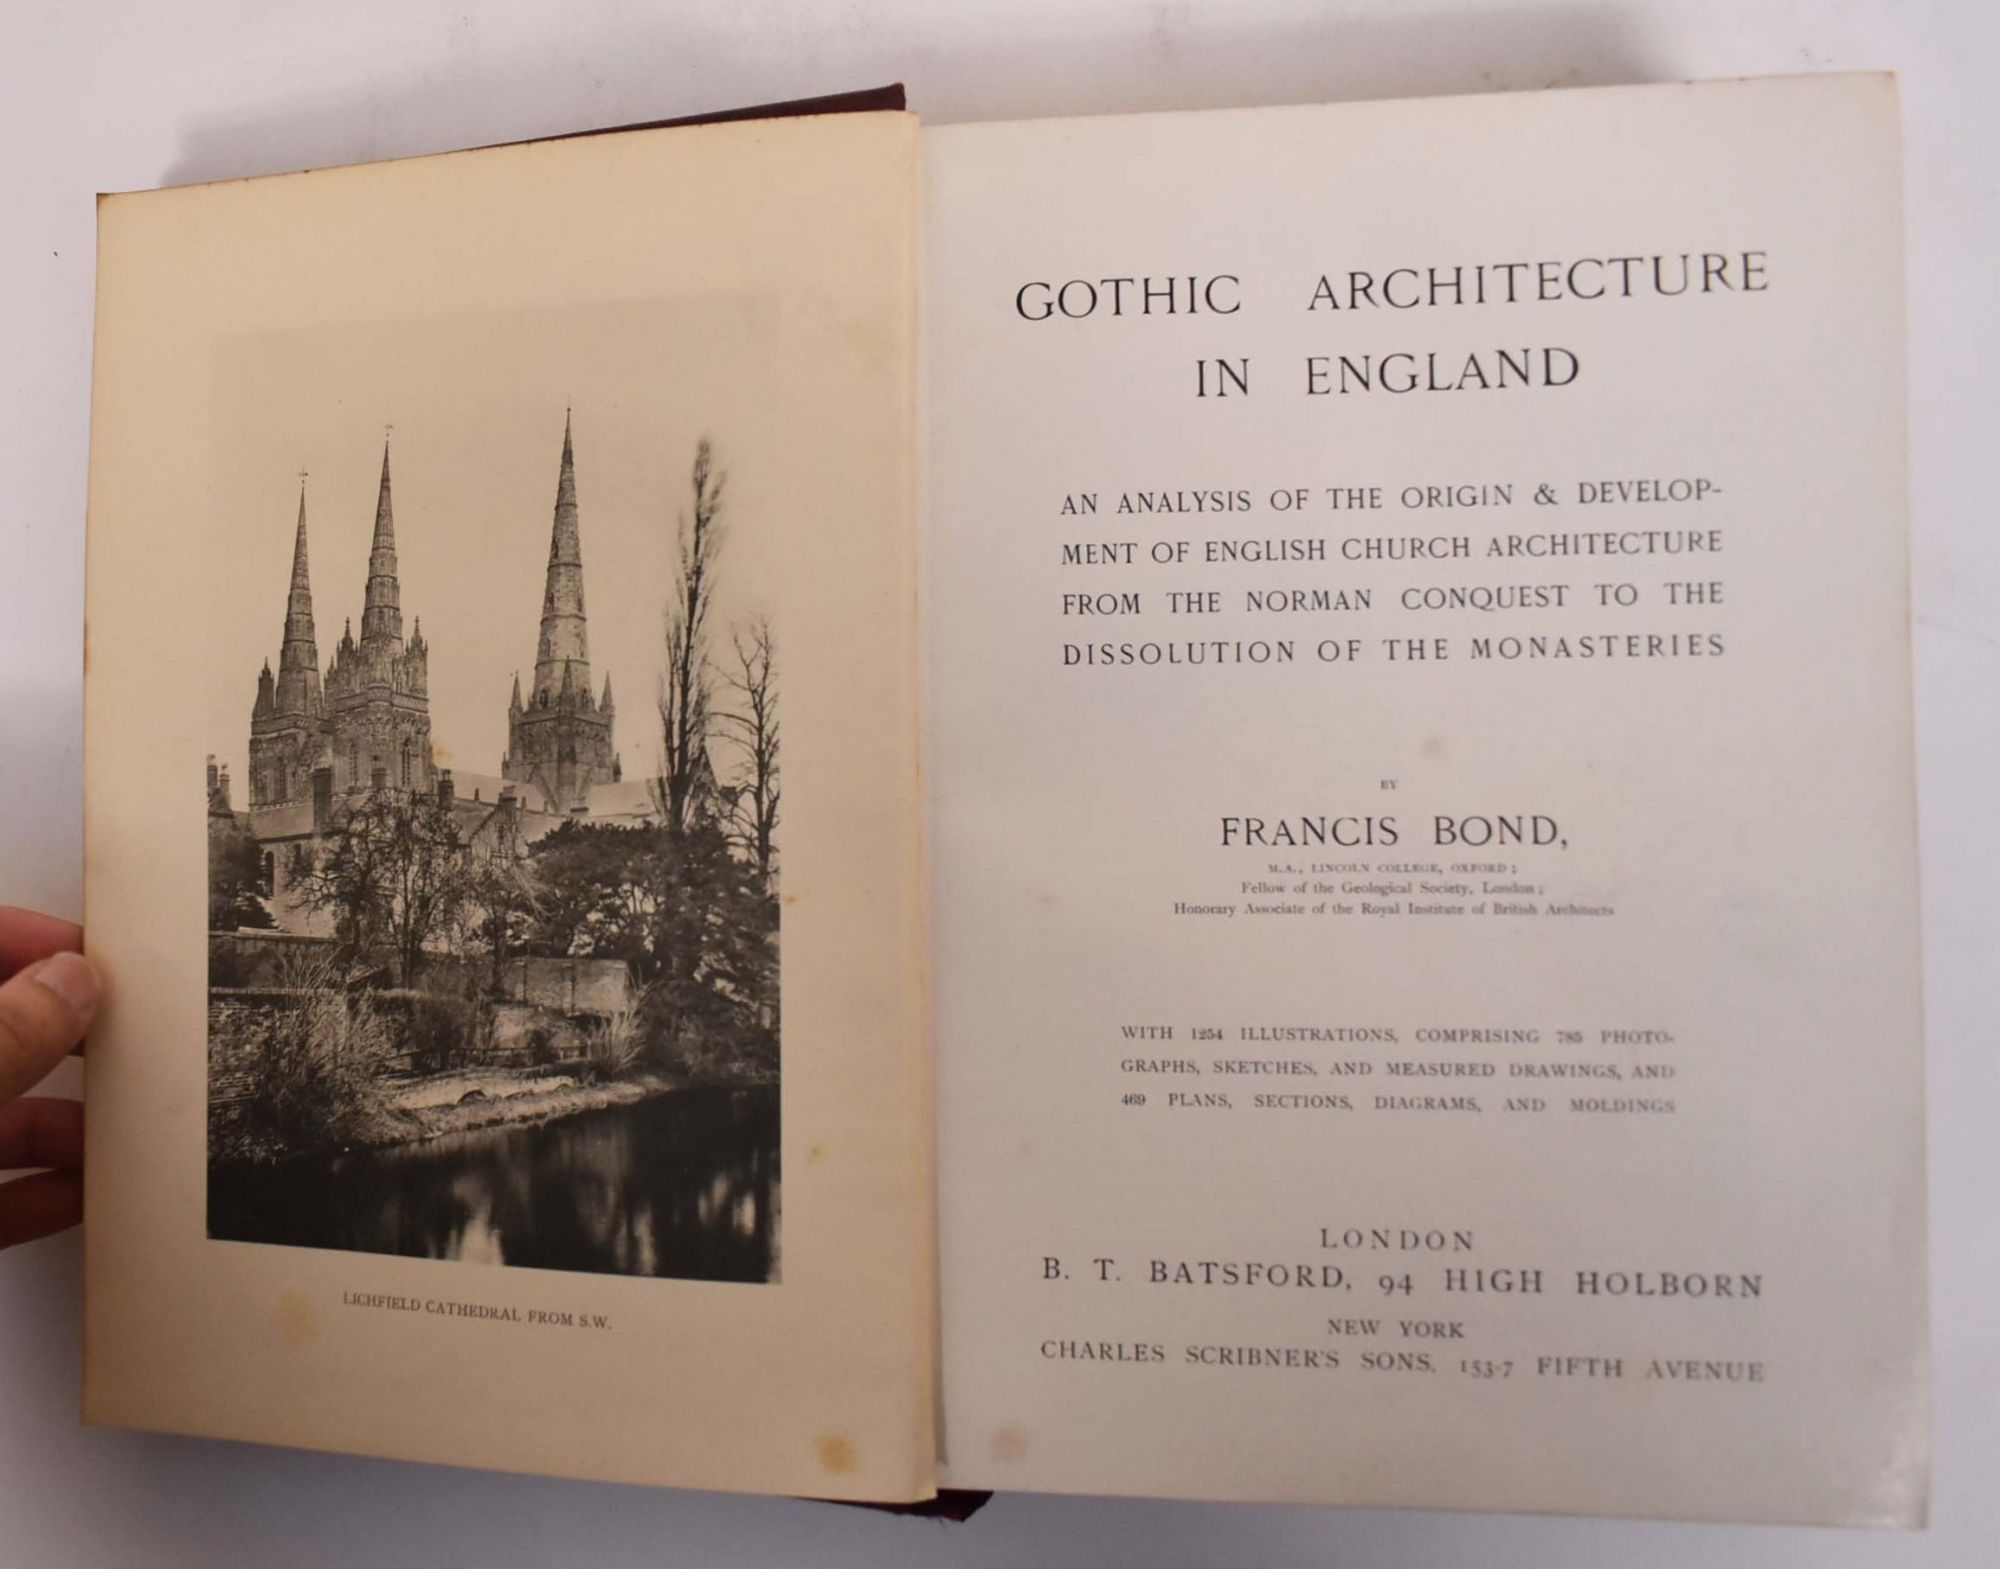 LICHFIELD CATHEDRAL FROM S.W.
GOTHIC ARCHITECTURE
IN ENGLAND
AN ANALYSIS OF THE ORIGIN & DEVELOP-
MENT OF ENGLISH CHURCH ARCHITECTURE
FROM THE NORMAN CONQUEST TO THE
DISSOLUTION OF THE MONASTERIES
BY
FRANCIS BOND,
M.A., LINCOLN COLLEGE, OXFORD;
Fellow of the Geological Society, London;
Honorary Associate of the Royal Institute of British Architects
WITH 1254 ILLUSTRATIONS, COMPRISING 785 PHOTO-
GRAPHS, SKETCHES, AND MEASURED DRAWINGS, AND
469 PLANS, SECTIONS, DIAGRAMS, AND MOLDINGS
LONDON
B. T. BATSFORD, 94 HIGH HOLBORN
NEW YORK
CHARLES SCRIBNER'S SONS, 153-7 FIFTH AVENUE